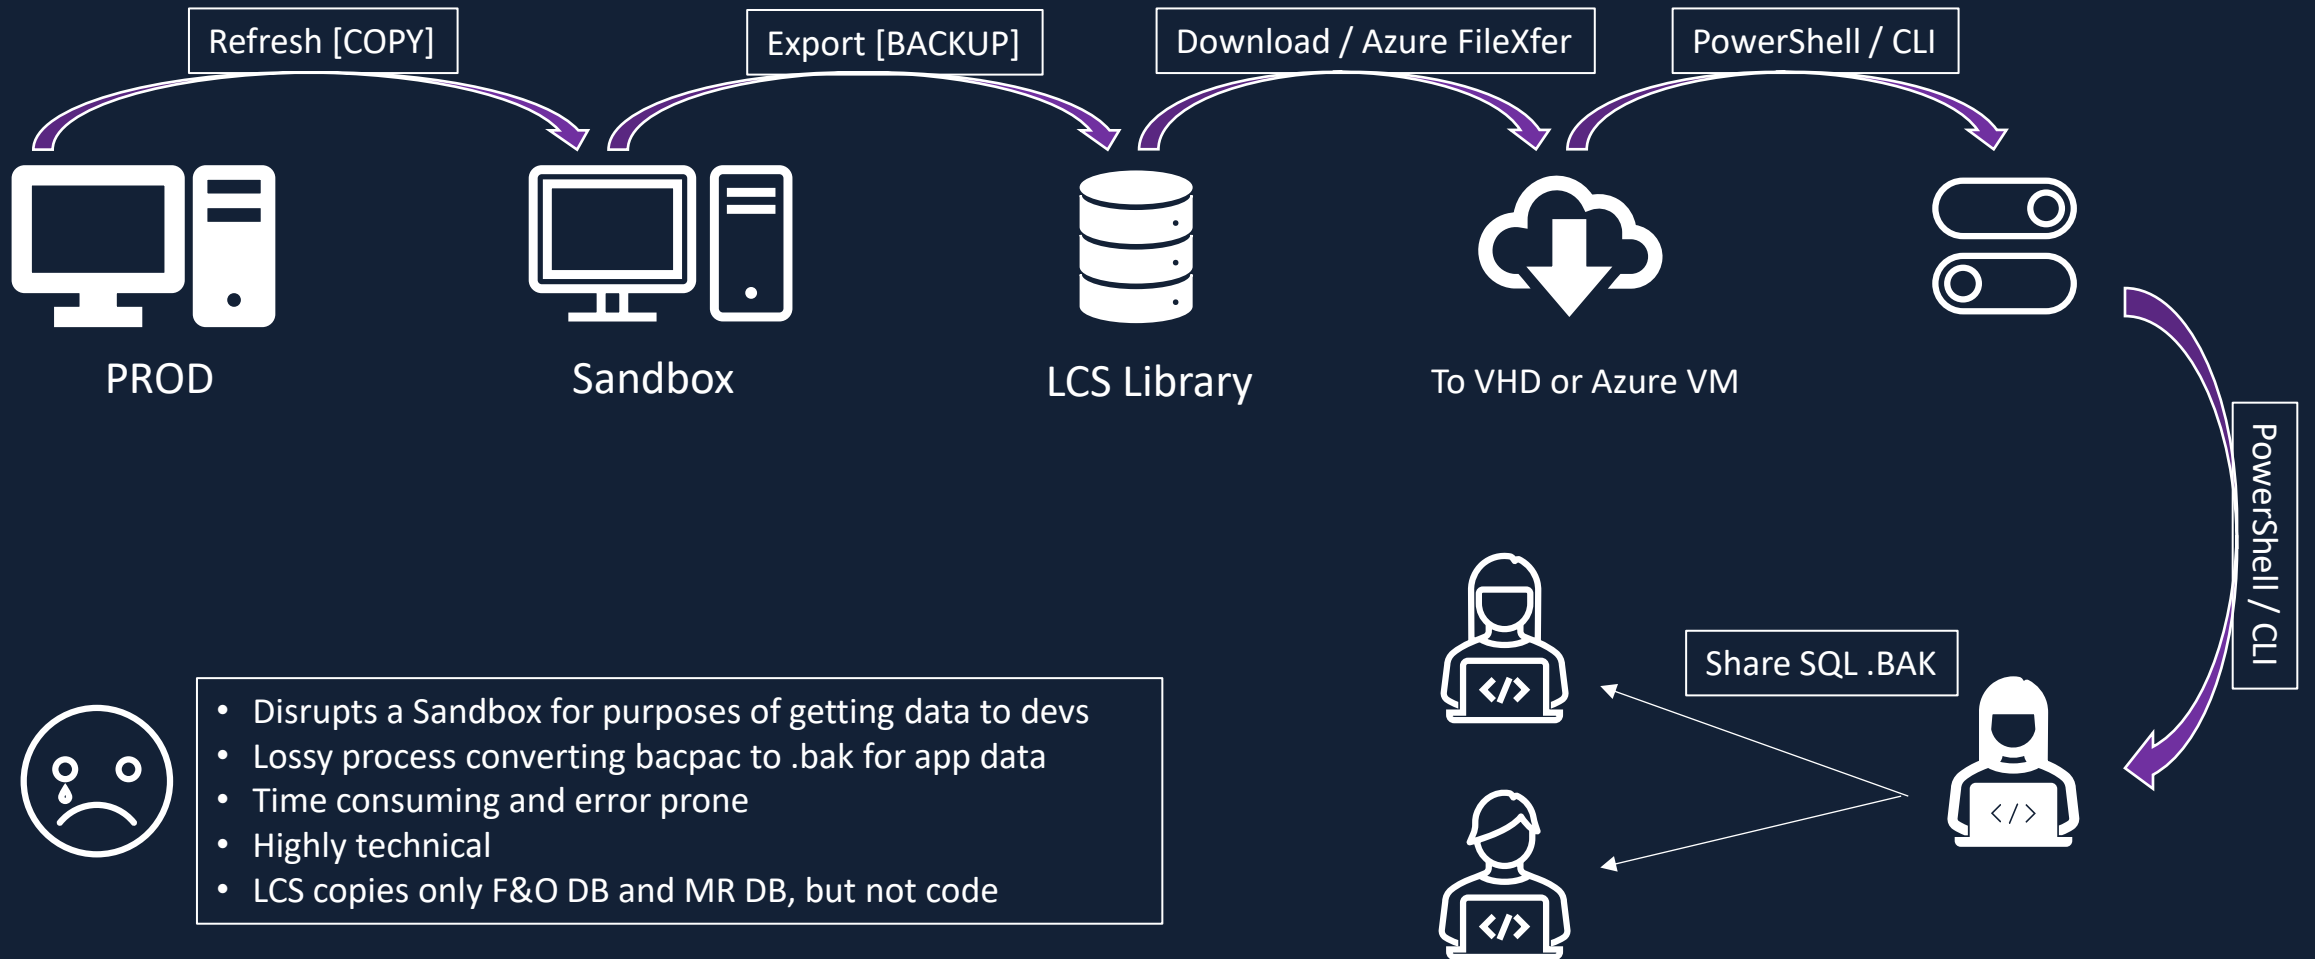 Refresh [COPY]
Export [BACKUP]
Download / Azure FileXfer
PowerShell / CLI
PROD
Sandbox
LCS Library
To VHD or Azure VM
PowerShell / CLI
Share SQL .BAK
</>
</>
</>
• Disrupts a Sandbox for purposes of getting data to devs
• Lossy process converting bacpac to .bak for app data
• Time consuming and error prone
• Highly technical
• LCS copies only F&O DB and MR DB, but not code